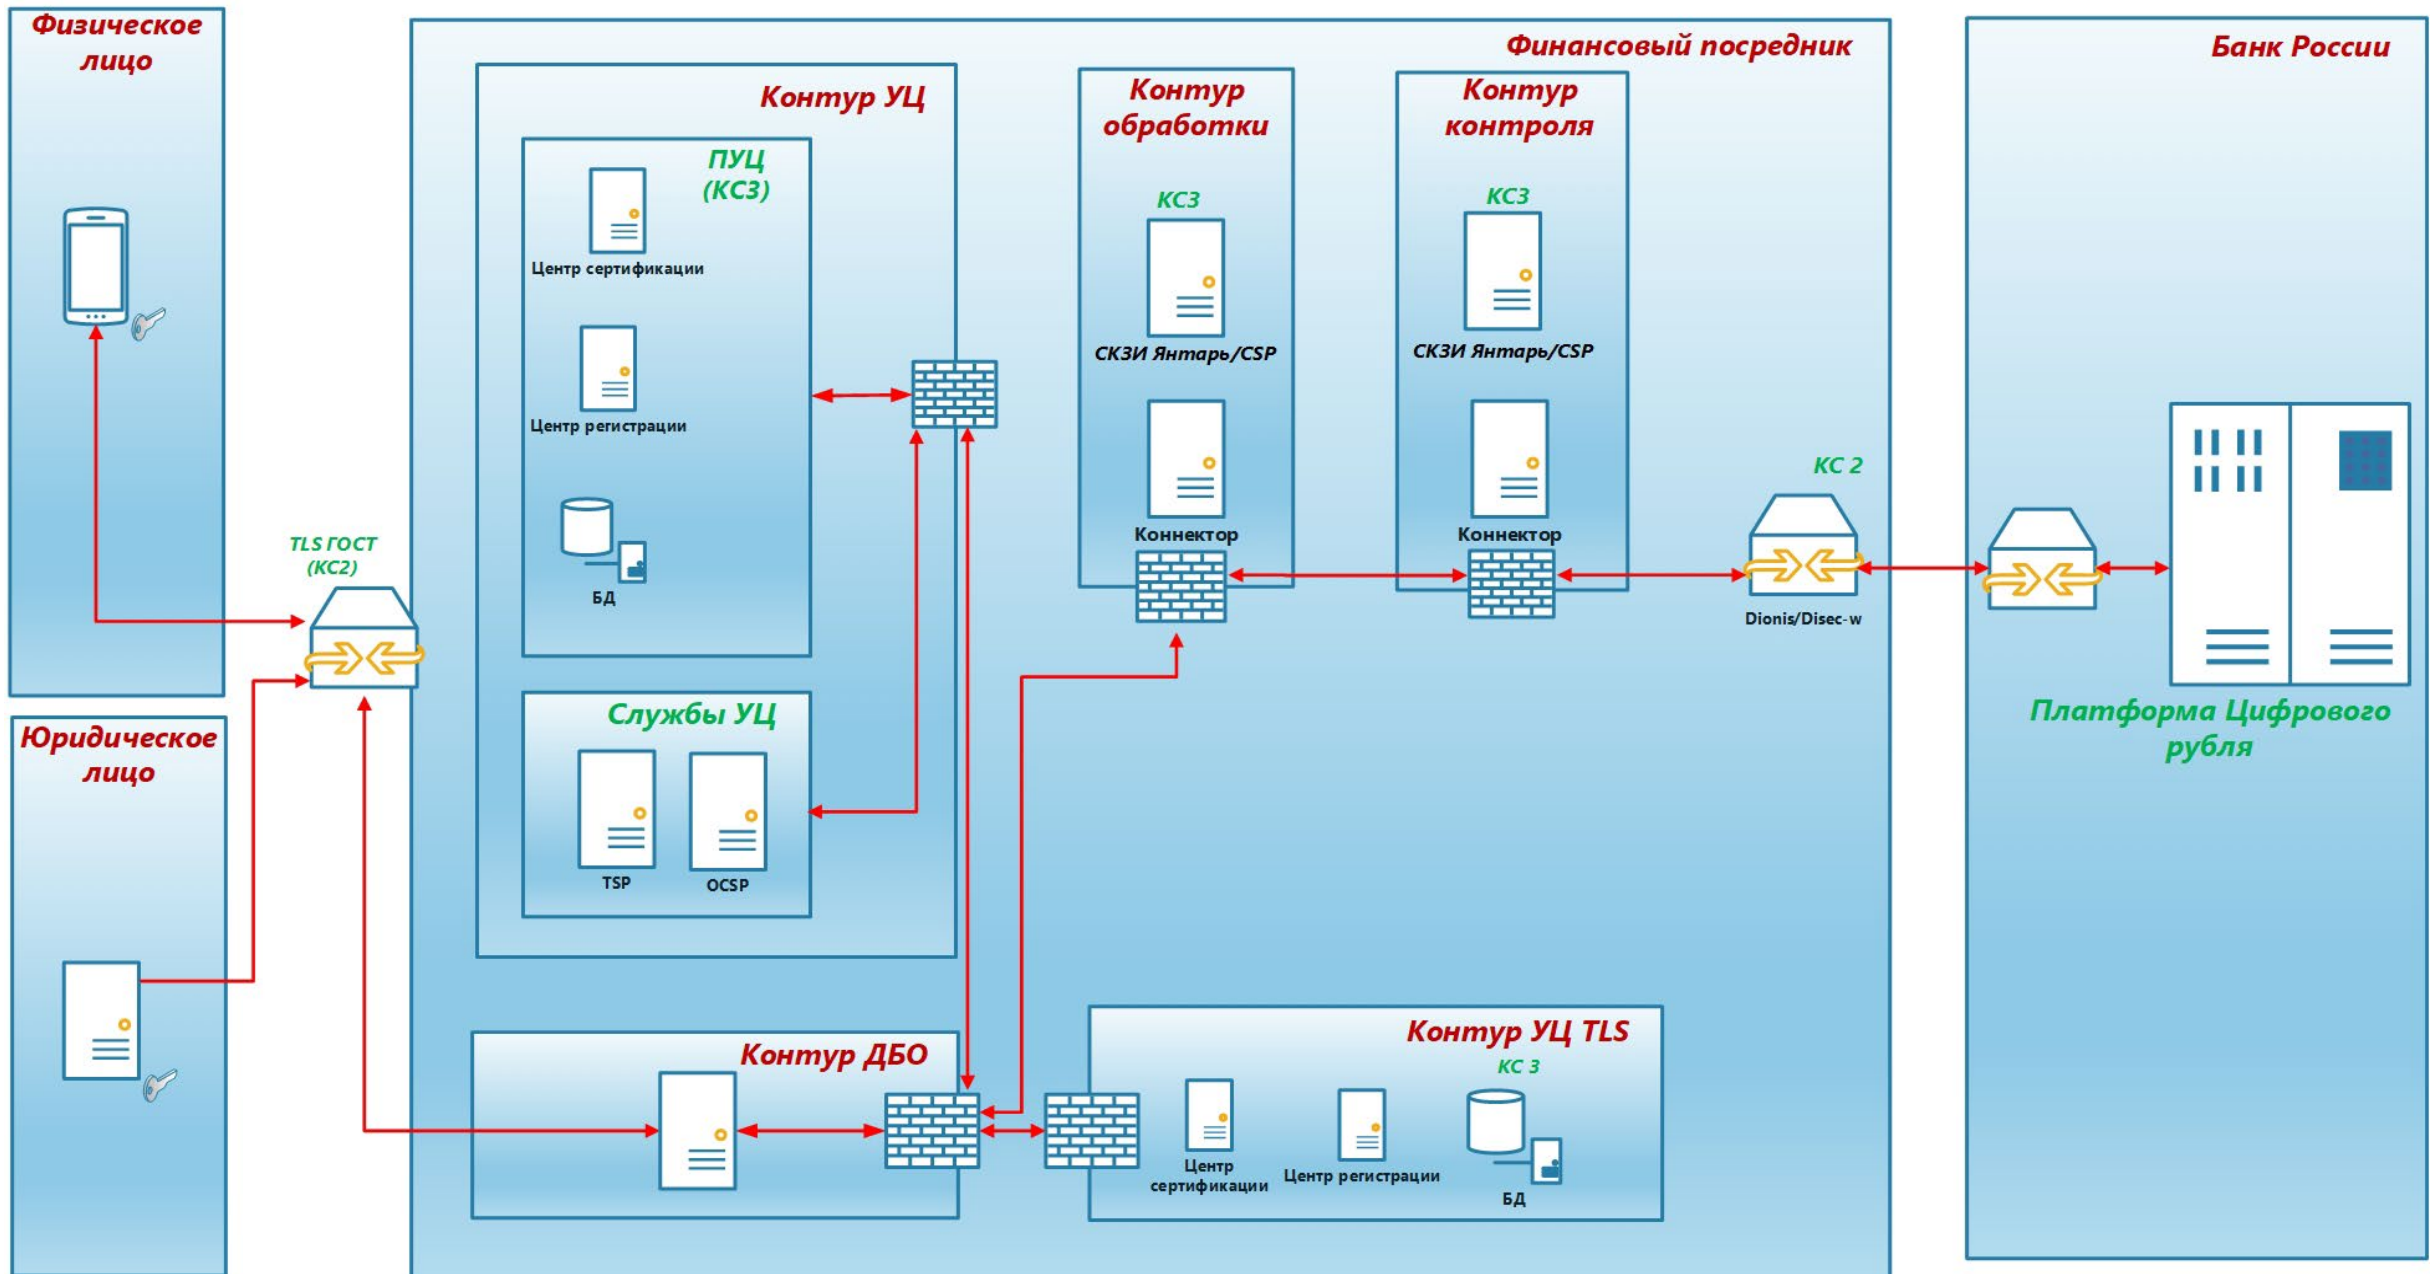 Физическое
лицо
Юридическое
лицо
TLS ГОСТ
(КС2)
Финансовый посредник
Контур УЦ
ПУЦ
(КС3)
Центр сертификации
Центр регистрации
БД
Службы УЦ
TSP
OCSP
Контур ДБО
Контур
обработки
КС3
СКЗИ Янтарь/CSP
Коннектор
Контур
контроля
КС3
СКЗИ Янтарь/CSP
Коннектор
КС 2
Dionis/Disec-w
Контур УЦ TLS
КС 3
Центр
сертификации
Центр регистрации
БД
Банк России
Платформа Цифрового
рубля